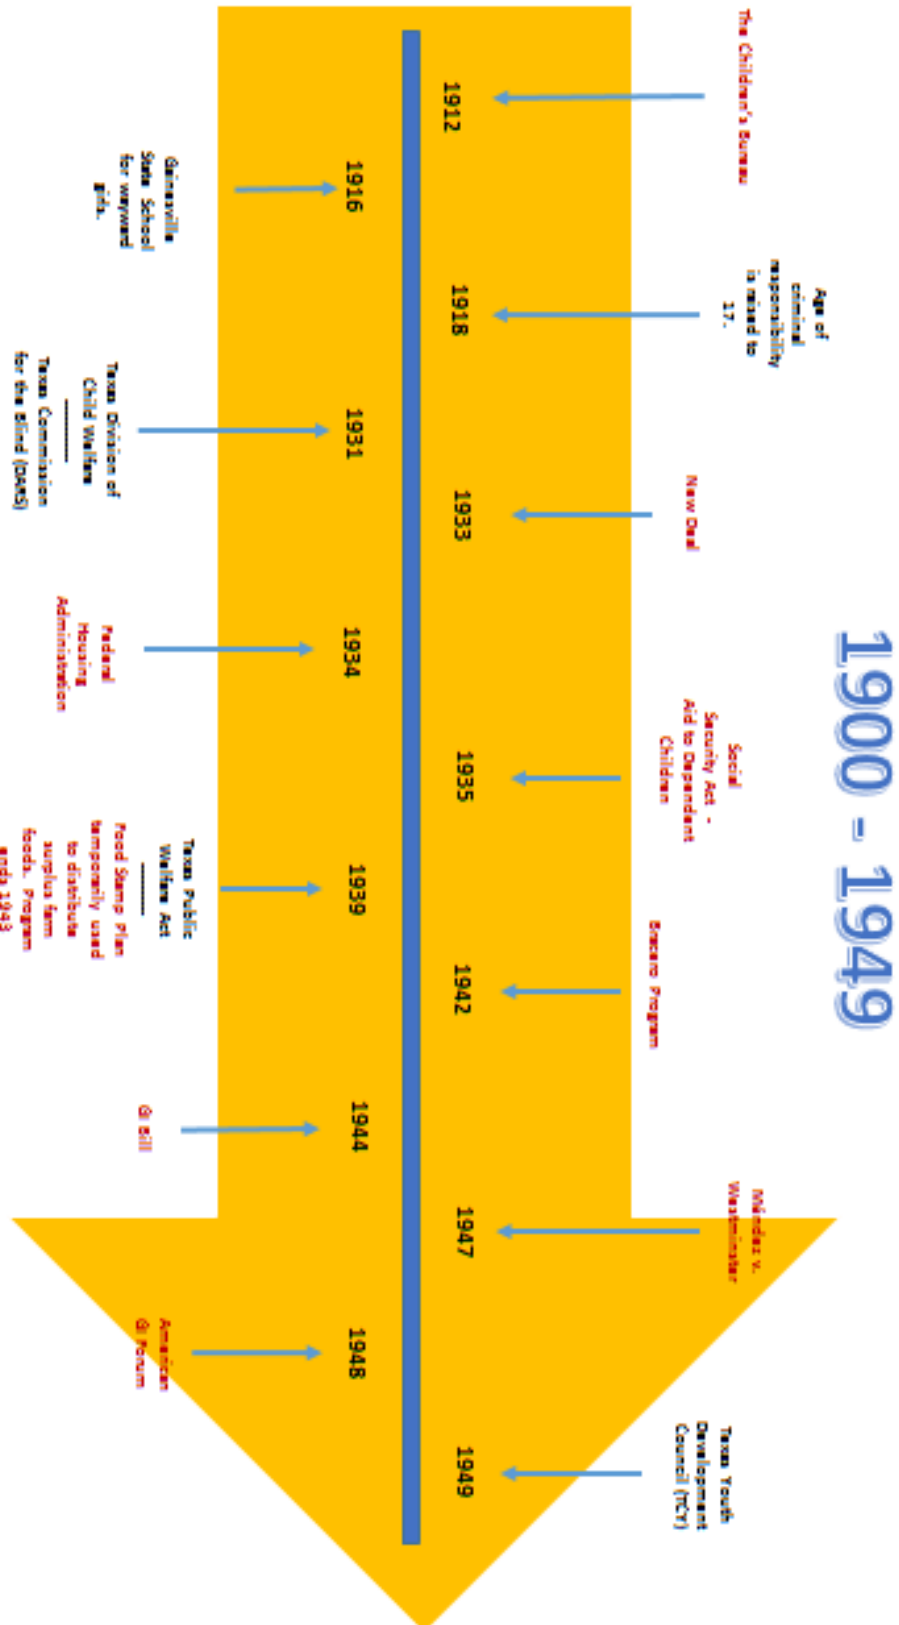 1900 - 1949
The Children's Bureau
1912
Gainesville
State School
for wayward
girls.
1916
Age of
criminal
responsibility
is raised to
17.
1918
Texas Division of
Child Welfare
Texas Commission
for the Blind (DARS)
1931
New Deal
1933
Federal
Housing
Administration
1934
Social
Security Act -
Aid to Dependent
Children
1935
Texas Public
Welfare Act
Food Stamp Plan
temporarily used
to distribute
surplus farm
foods. Program
ends 1943
1939
Bracero Program
1942
GI Bill
1944
Méndez v.
Westminster
1947
American
GI Forum
1948
Texas Youth
Development
Council (TCY)
1949